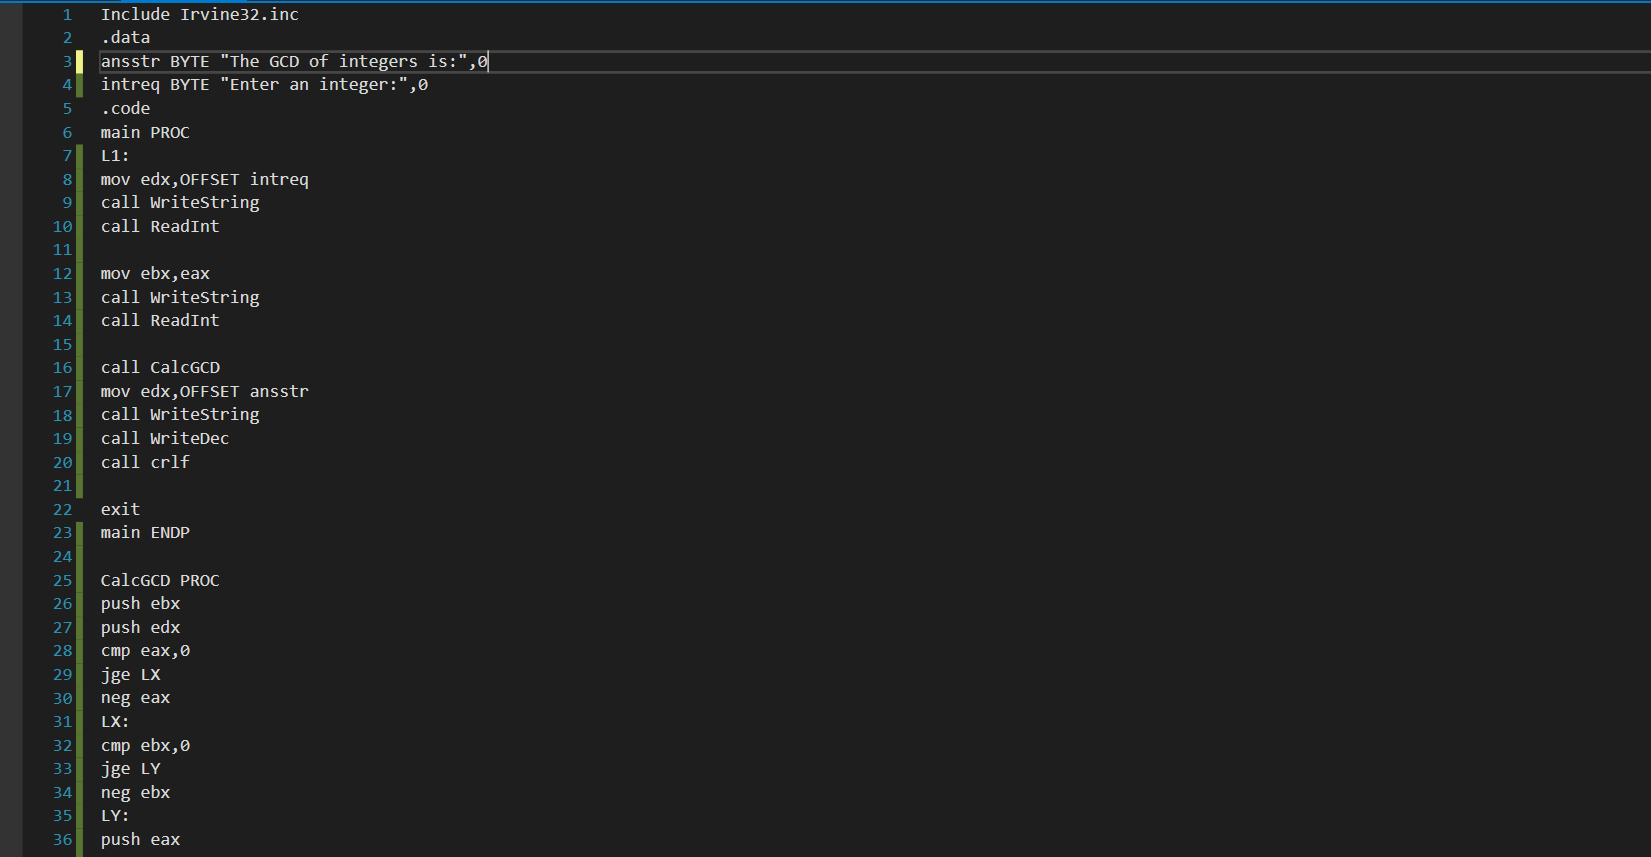 1 Include Irvine32.inc
2 .data
3 ansstr BYTE "The GCD of integers is:",0
4 intreq BYTE "Enter an integer:",0
5 .code
6 main PROC
7 L1:
8 mov edx,OFFSET intreq
9 call WriteString
10 call ReadInt
11
12 mov ebx,eax
13 call WriteString
14 call ReadInt
15
16 call CalcGCD
17 mov edx,OFFSET ansstr
18 call WriteString
19 call WriteDec
20 call crlf
21
22 exit
23 main ENDP
24
25 CalcGCD PROC
26 push ebx
27 push edx
28 cmp eax,0
29 jge LX
30 neg eax
31 LX:
32 cmp ebx,0
33 jge LY
34 neg ebx
35 LY:
36 push eax